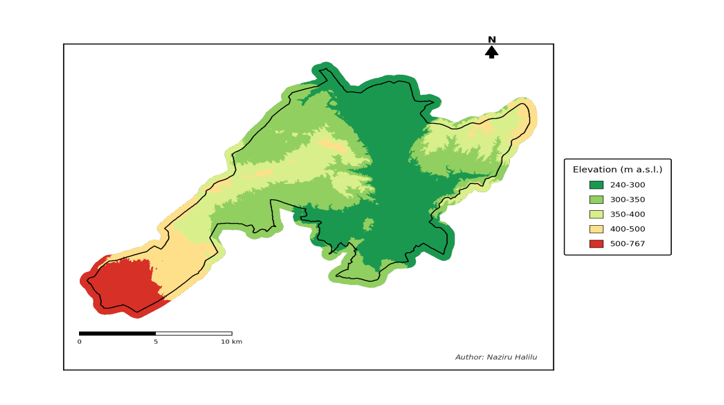 N
Elevation (m a.s.l.)
240-300
300-350
350-400
400-500
500-767
0 5 10 km
Author: Naziru Halilu